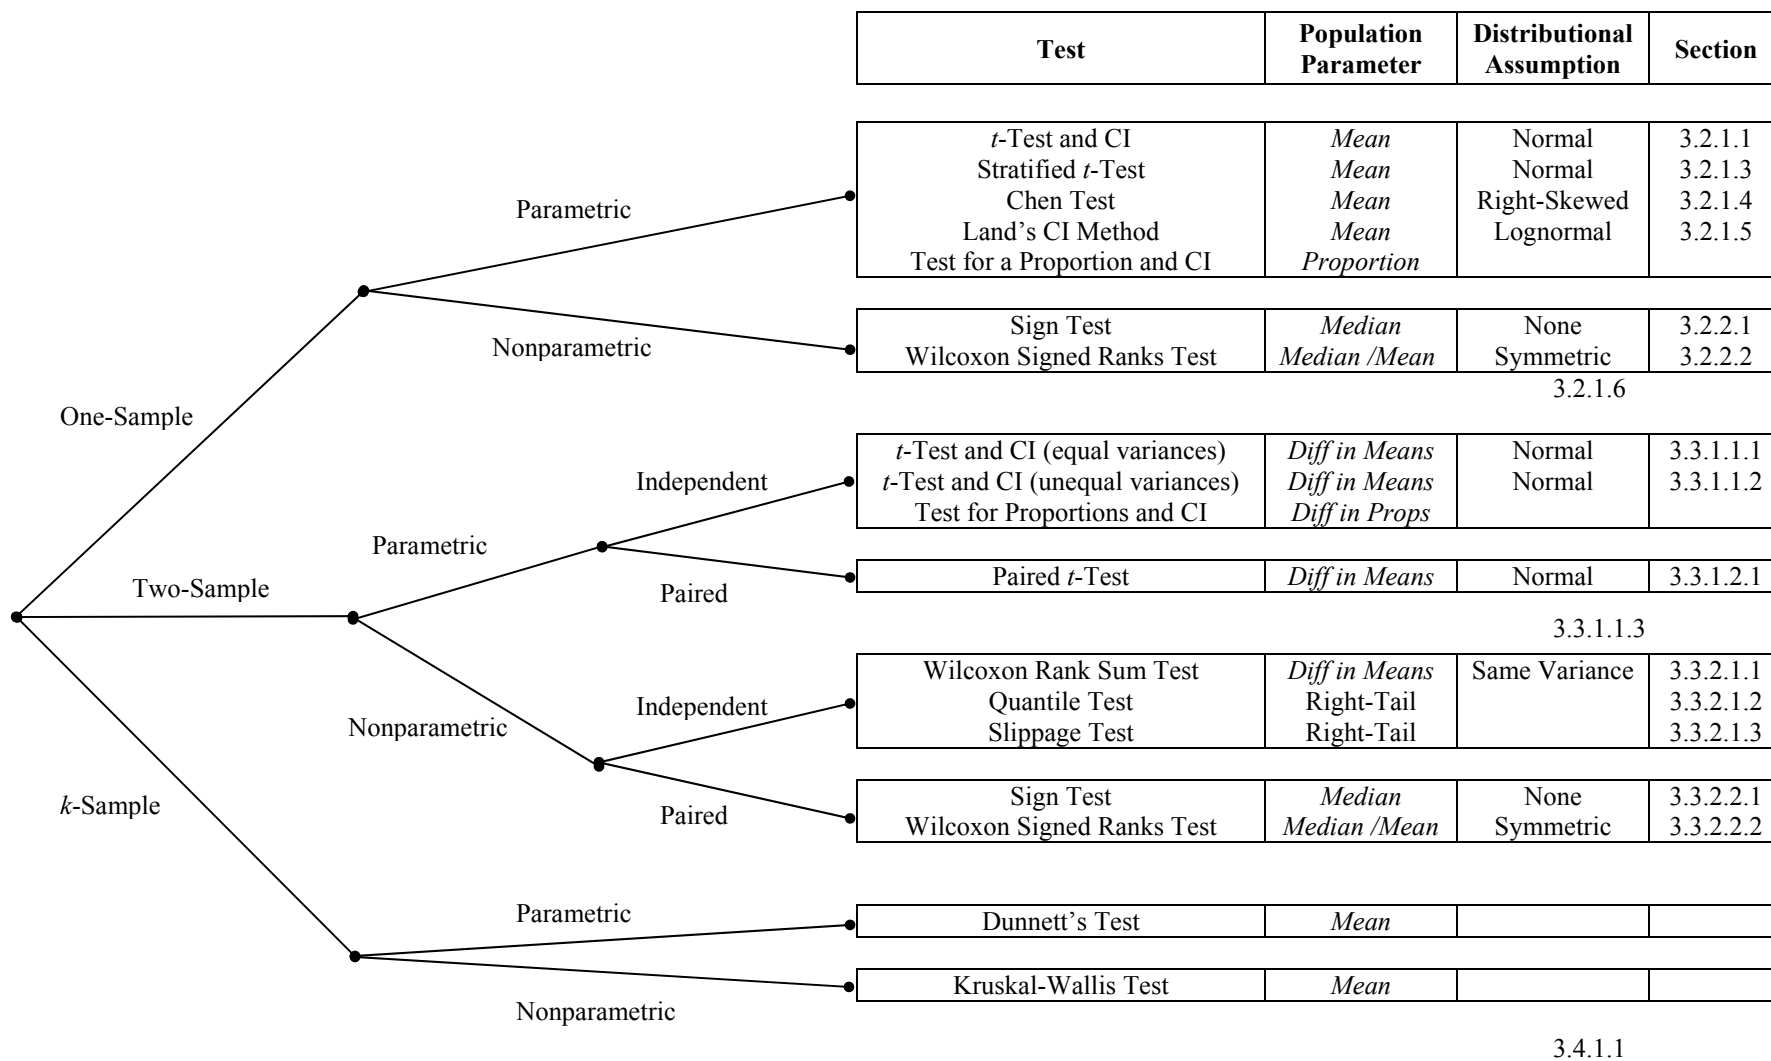 Test Population Parameter Distributional Assumption Section
t-Test and CI Mean Normal 3.2.1.1
Stratified t-Test Mean Normal 3.2.1.3
Parametric Chen Test Mean Right-Skewed 3.2.1.4
Land’s CI Method Mean Lognormal 3.2.1.5
Test for a Proportion and CI Proportion
Sign Test Median None 3.2.2.1
Nonparametric Wilcoxon Signed Ranks Test Median /Mean Symmetric 3.2.2.2
3.2.1.6
One-Sample
t-Test and CI (equal variances) Diff in Means Normal 3.3.1.1.1
Independent t-Test and CI (unequal variances) Diff in Means Normal 3.3.1.1.2
Test for Proportions and CI Diff in Props
Parametric
Two-Sample Paired Paired t-Test Diff in Means Normal 3.3.1.2.1
3.3.1.1.3
Wilcoxon Rank Sum Test Diff in Means Same Variance 3.3.2.1.1
Independent Quantile Test Right-Tail 3.3.2.1.2
Nonparametric Slippage Test Right-Tail 3.3.2.1.3
k-Sample Sign Test Median None 3.3.2.2.1
Paired Wilcoxon Signed Ranks Test Median /Mean Symmetric 3.3.2.2.2
Parametric Dunnett’s Test Mean
Kruskal-Wallis Test Mean
Nonparametric
3.4.1.1